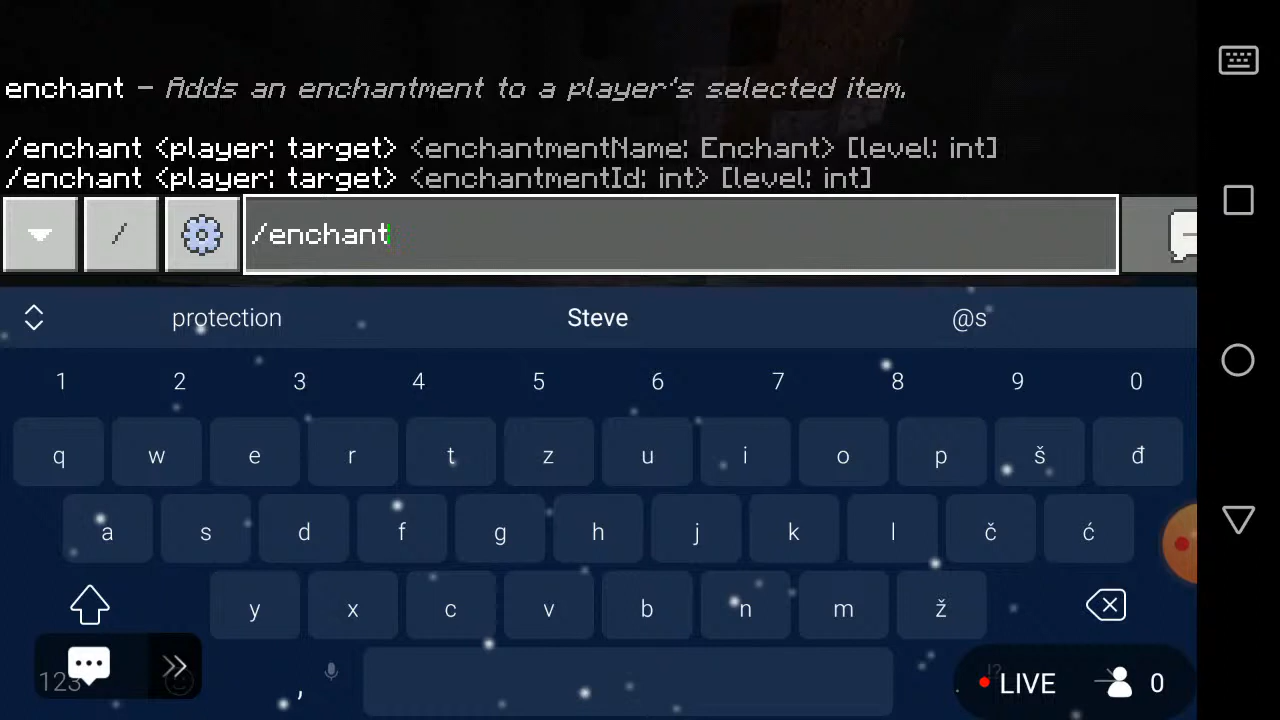 enchant – Adds an enchantment to a player's selected item.
/enchant <player: target> <enchantmentName: Enchant> [level: int]
/enchant <player: target> <enchantmentId: int> [level: int]
/ /enchant
protection Steve @s
1 2 3 4 5 6 7 8 9 0
q w e r t z u i o p š đ
a s d f g h j k l č ć
y x c v b n m ž
123 , . !? LIVE 0